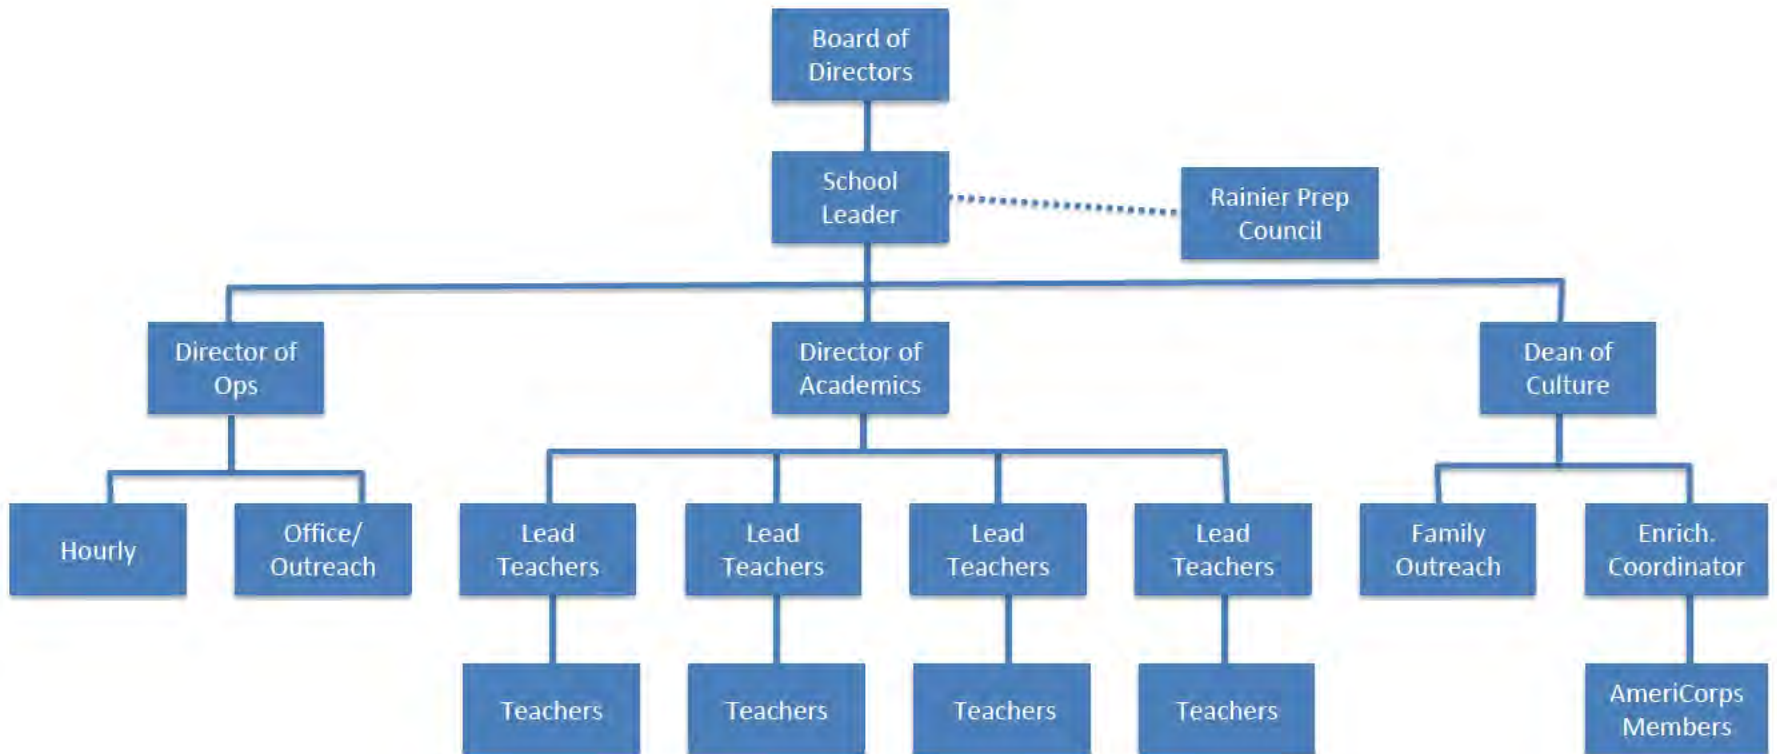 Board of
Directors
School
Leader
Rainier Prep
Council
Director of
Ops
Director of
Academics
Dean of
Culture
Hourly
Office/
Outreach
Lead
Teachers
Lead
Teachers
Lead
Teachers
Lead
Teachers
Family
Outreach
Enrich.
Coordinator
Teachers
Teachers
Teachers
Teachers
AmeriCorps
Members